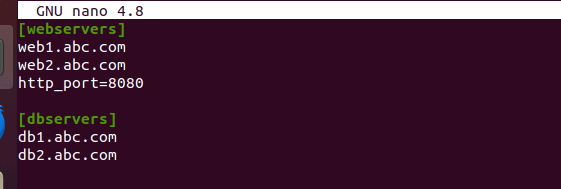 GNU nano 4.8
[webservers]
web1.abc.com
web2.abc.com
http_port=8080
[dbservers]
db1.abc.com
db2.abc.com